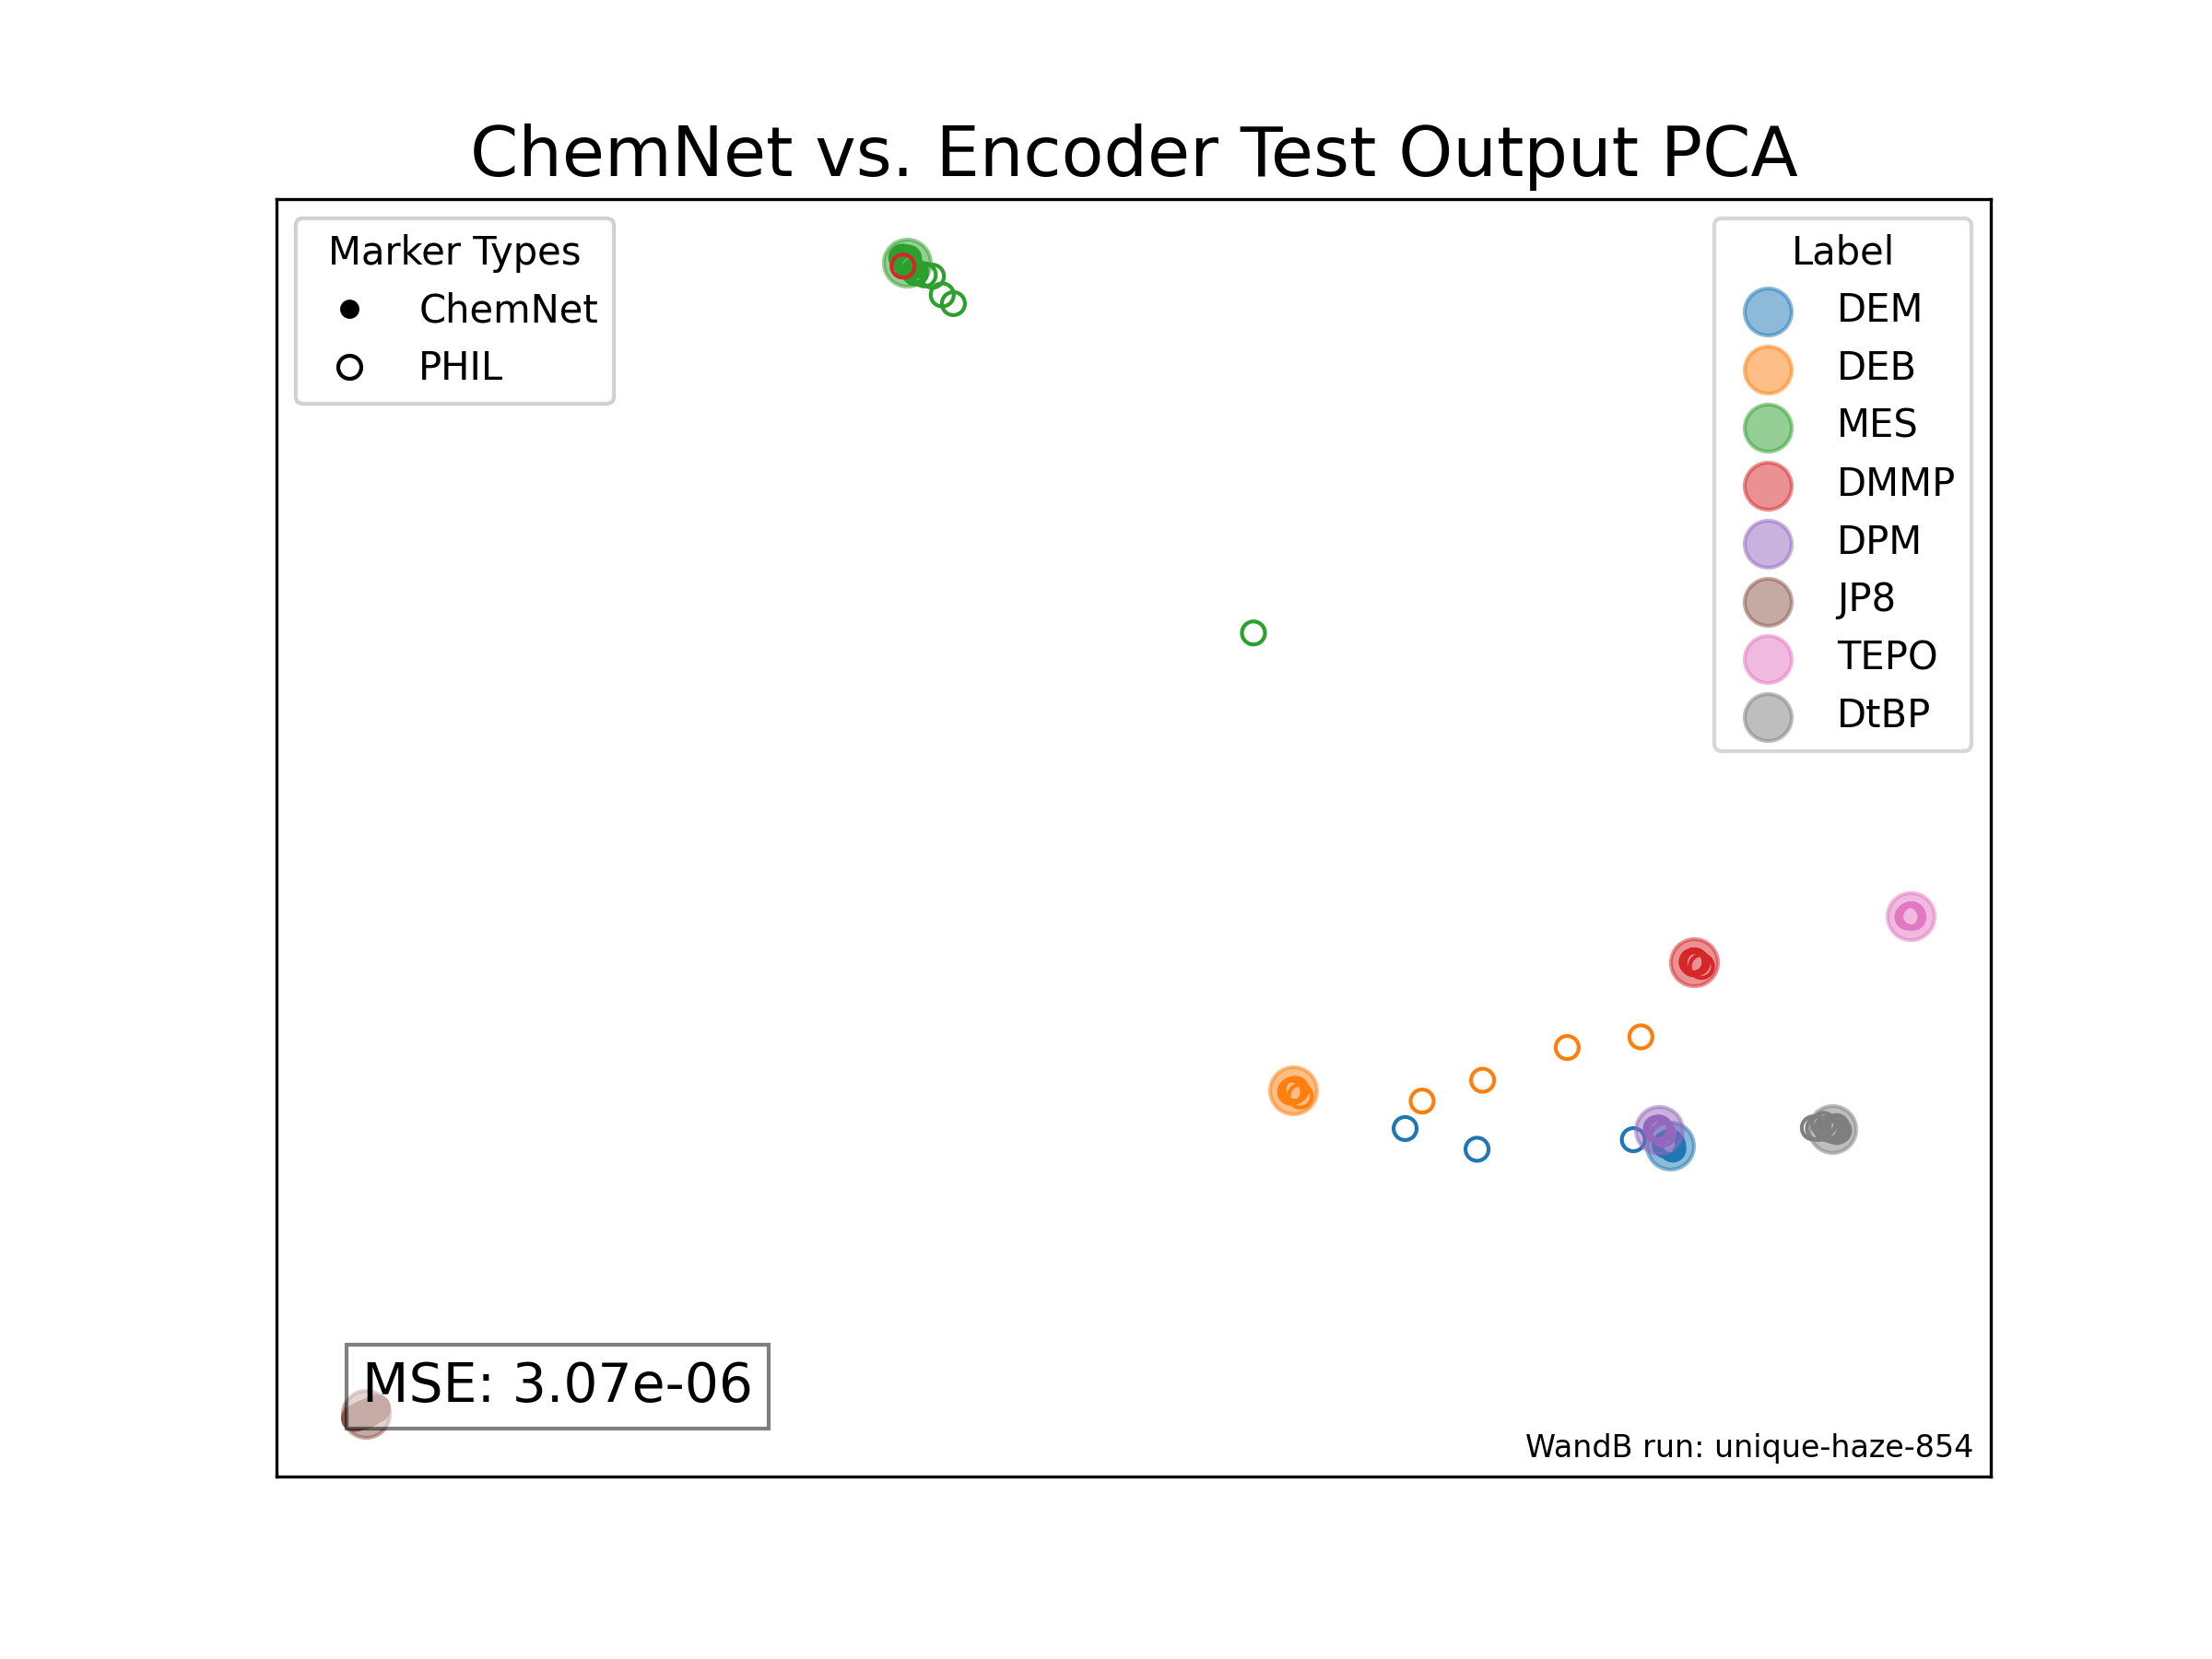 ChemNet vs. Encoder Test Output PCA
Marker Types
ChemNet
PHIL
Label
DEM
DEB
MES
DMMP
DPM
JP8
TEPO
DtBP
MSE: 3.07e-06
WandB run: unique-haze-854